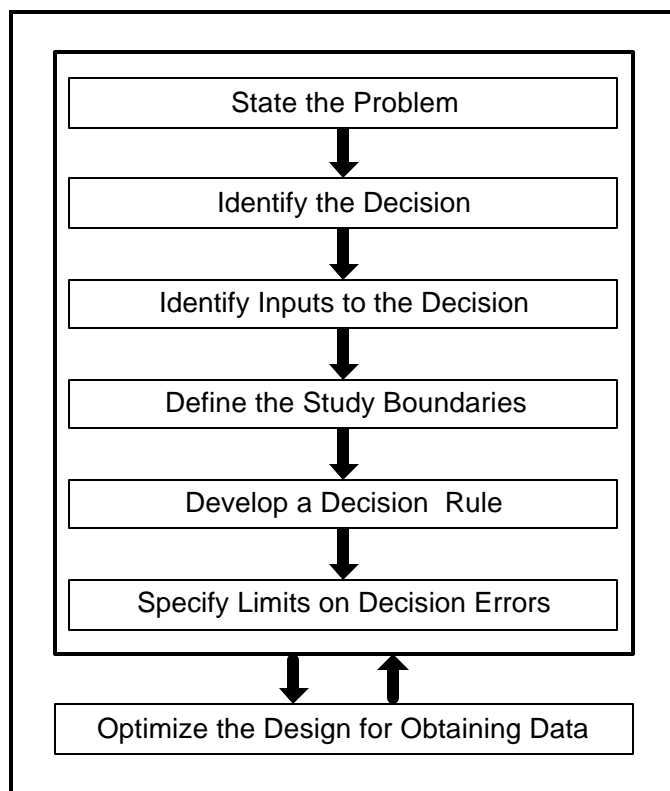 State the Problem
Identify the Decision
Identify Inputs to the Decision
Define the Study Boundaries
Develop a Decision Rule
Specify Limits on Decision Errors
Optimize the Design for Obtaining Data